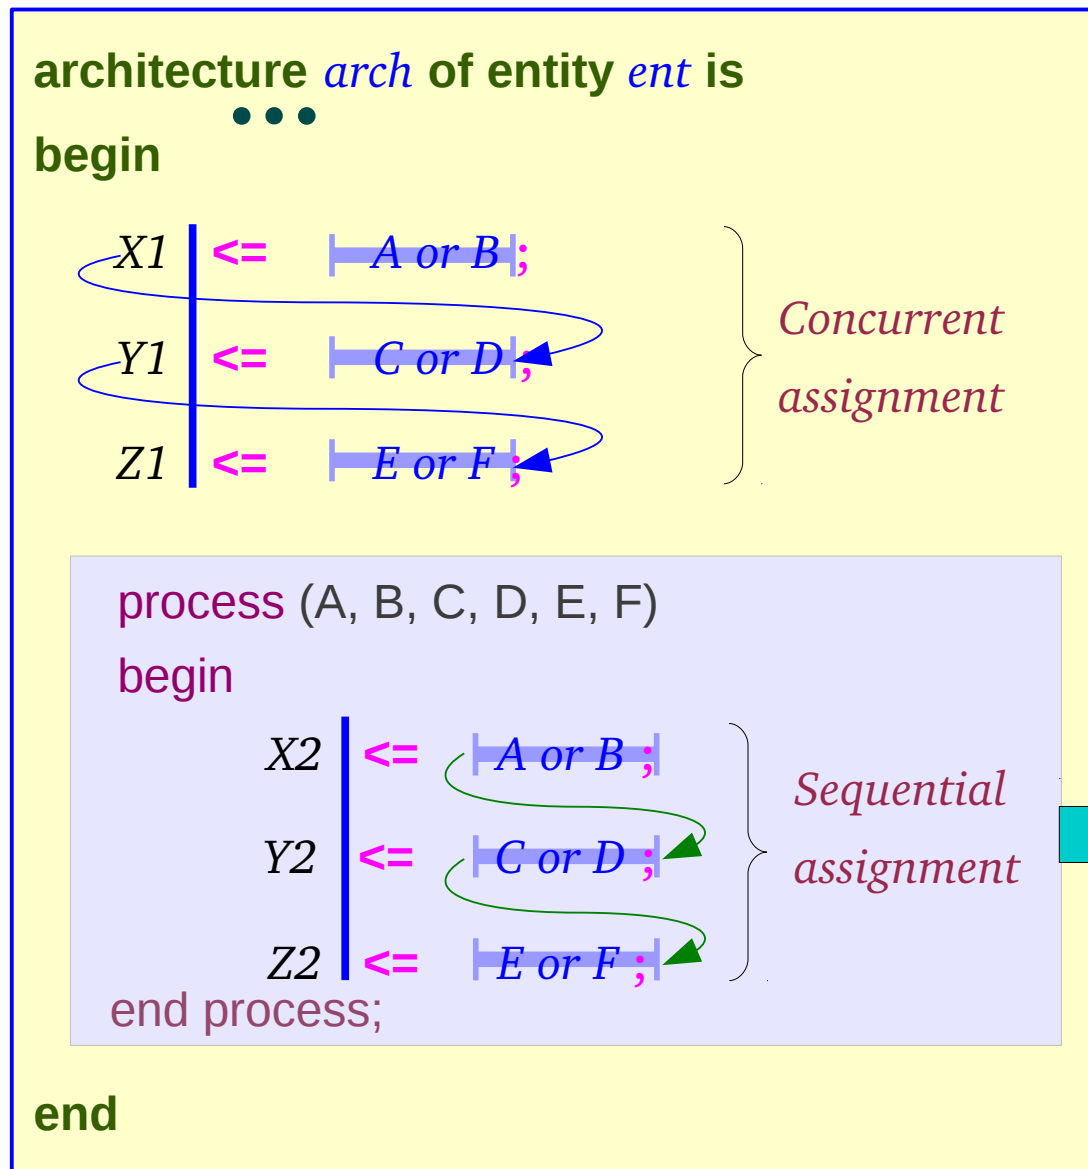 architecture arch of entity ent is
•••
begin
X1 <= A or B ;
Y1 <= C or D ;
Z1 <= E or F ;
Concurrent
assignment
process (A, B, C, D, E, F)
begin
X2 <= A or B ;
Y2 <= C or D ;
Z2 <= E or F ;
Sequential
assignment
end process;
end